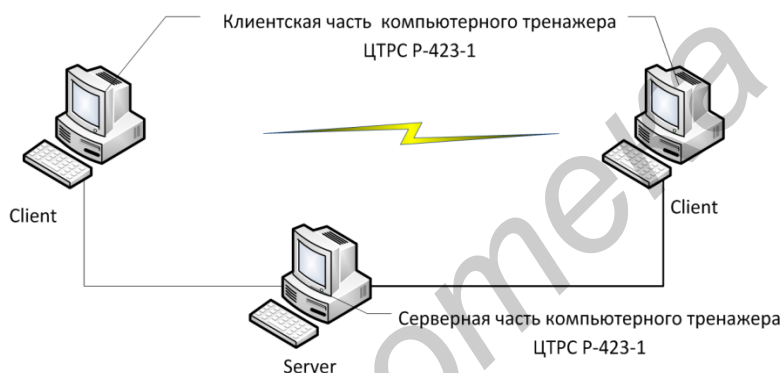 Клиентская часть компьютерного тренажера
ЦТРС Р-423-1
Client
Client
Серверная часть компьютерного тренажера
ЦТРС Р-423-1
Server